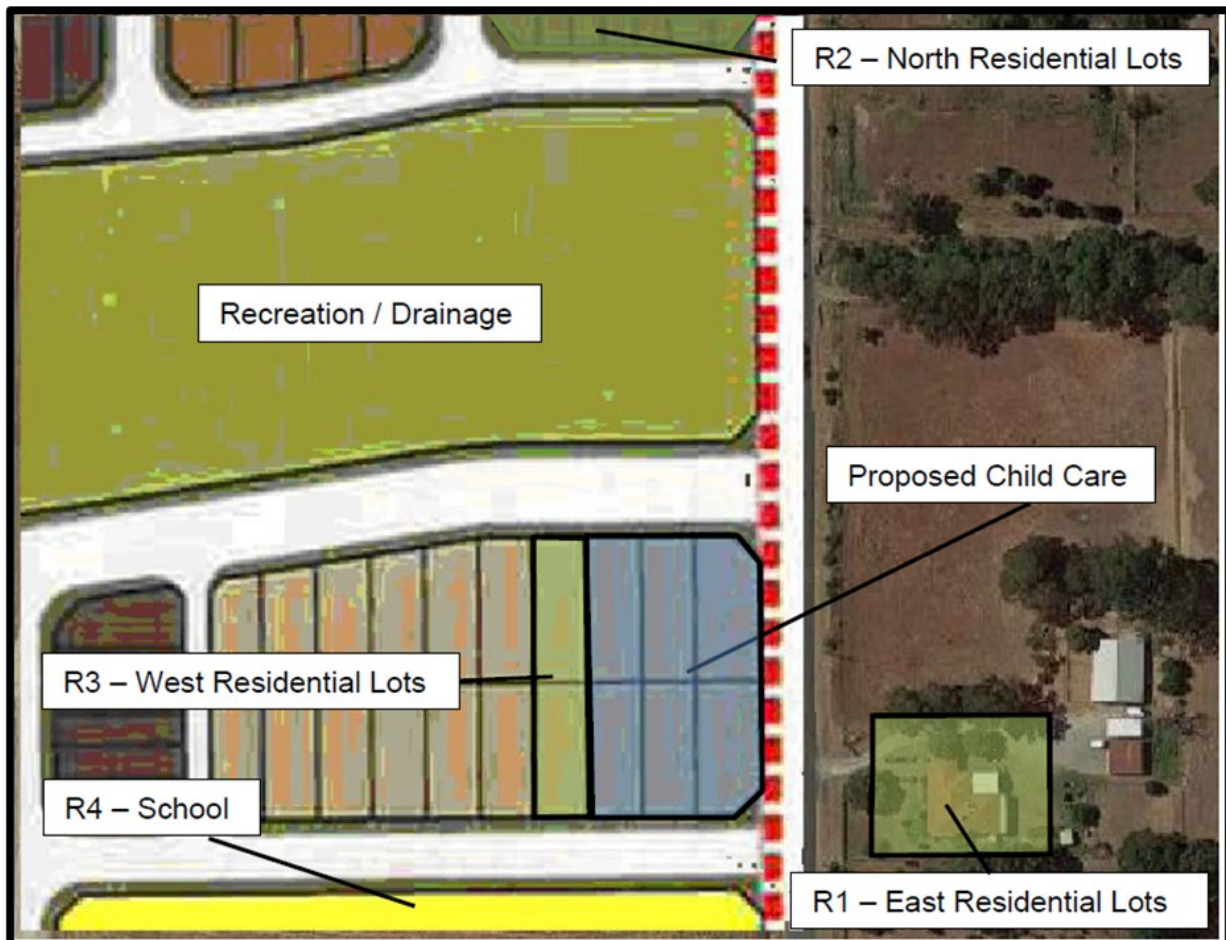 R2 – North Residential Lots
Recreation / Drainage
Proposed Child Care
R3 – West Residential Lots
R4 – School
R1 – East Residential Lots